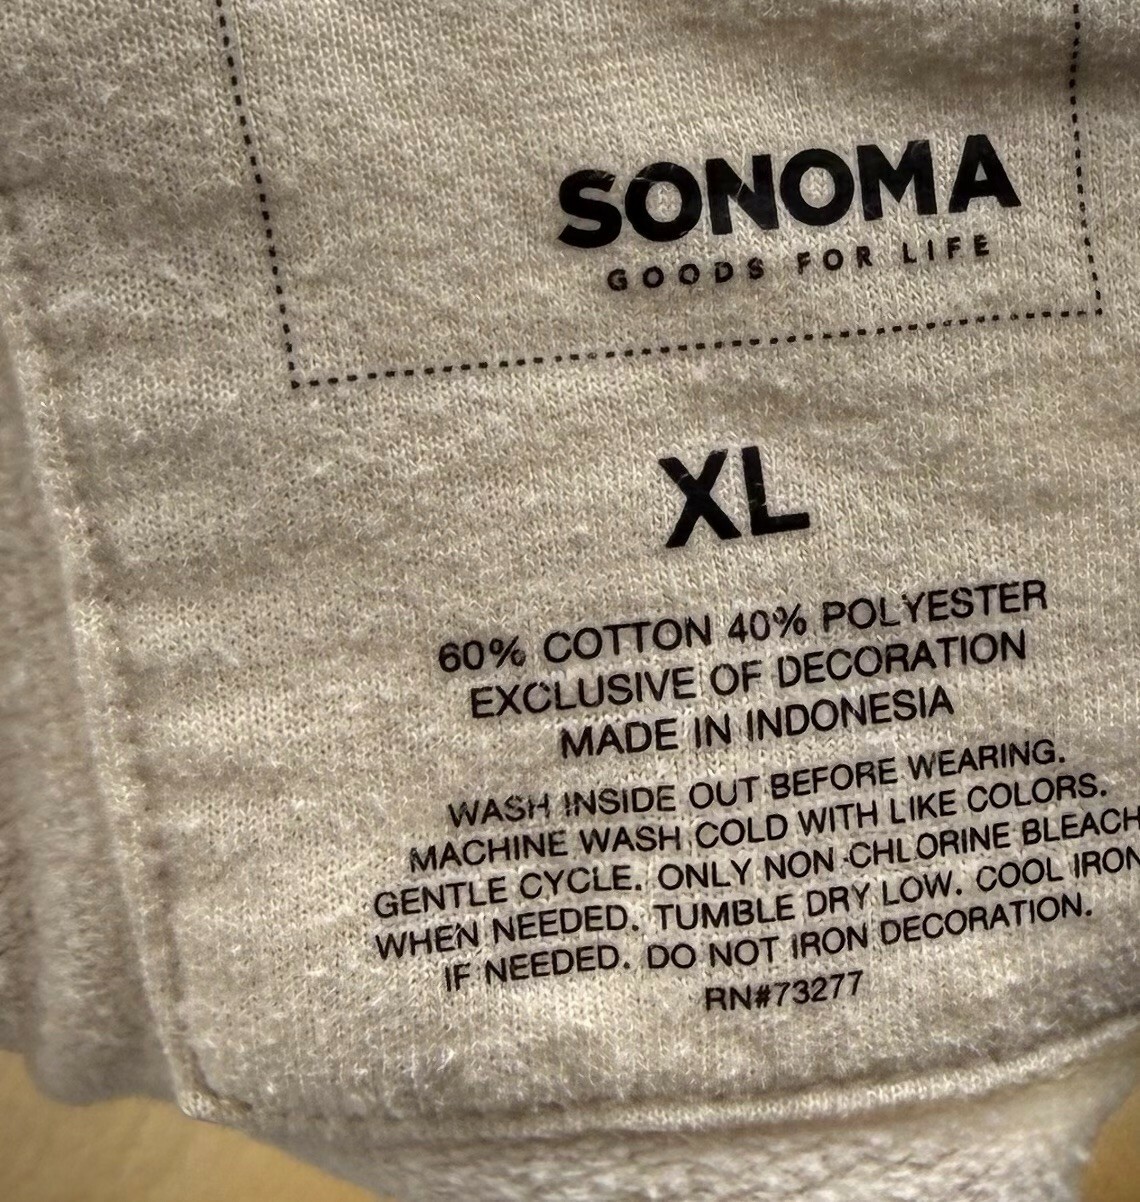 SONOMA
GOODS FOR LIFE
XL
60% COTTON 40% POLYESTER
EXCLUSIVE OF DECORATION
MADE IN INDONESIA
WASH INSIDE OUT BEFORE WEARING.
MACHINE WASH COLD WITH LIKE COLORS.
GENTLE CYCLE. ONLY NON-CHLORINE BLEACH
WHEN NEEDED. TUMBLE DRY LOW. COOL IRON
IF NEEDED. DO NOT IRON DECORATION.
RN#73277